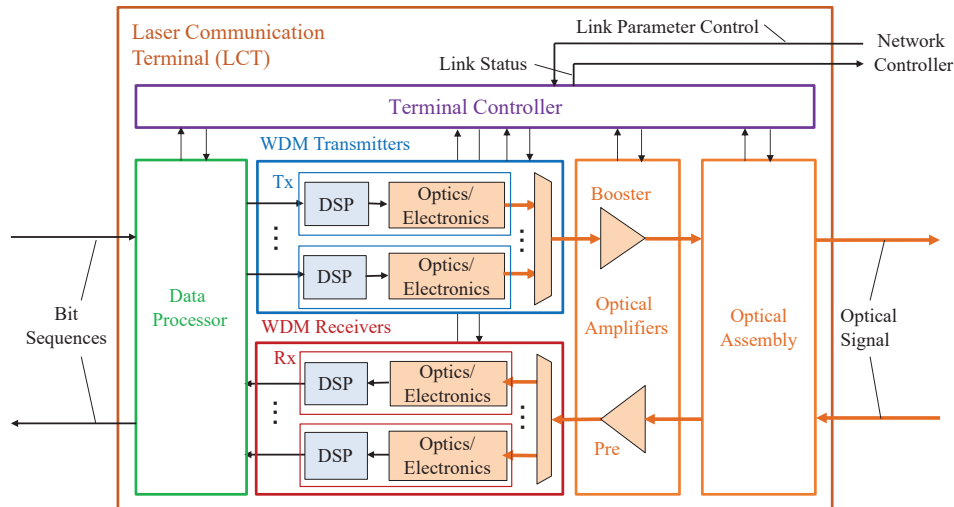 Laser Communication
Terminal (LCT)
Link Parameter Control
Network
Link Status
Controller
Terminal Controller
WDM Transmitters
Tx
DSP
Optics/
Electronics
DSP
Optics/
Electronics
Booster
Bit
Sequences
Data
Processor
Optical
Amplifiers
Optical
Assembly
Optical
Signal
WDM Receivers
Rx
DSP
Optics/
Electronics
DSP
Optics/
Electronics
Pre